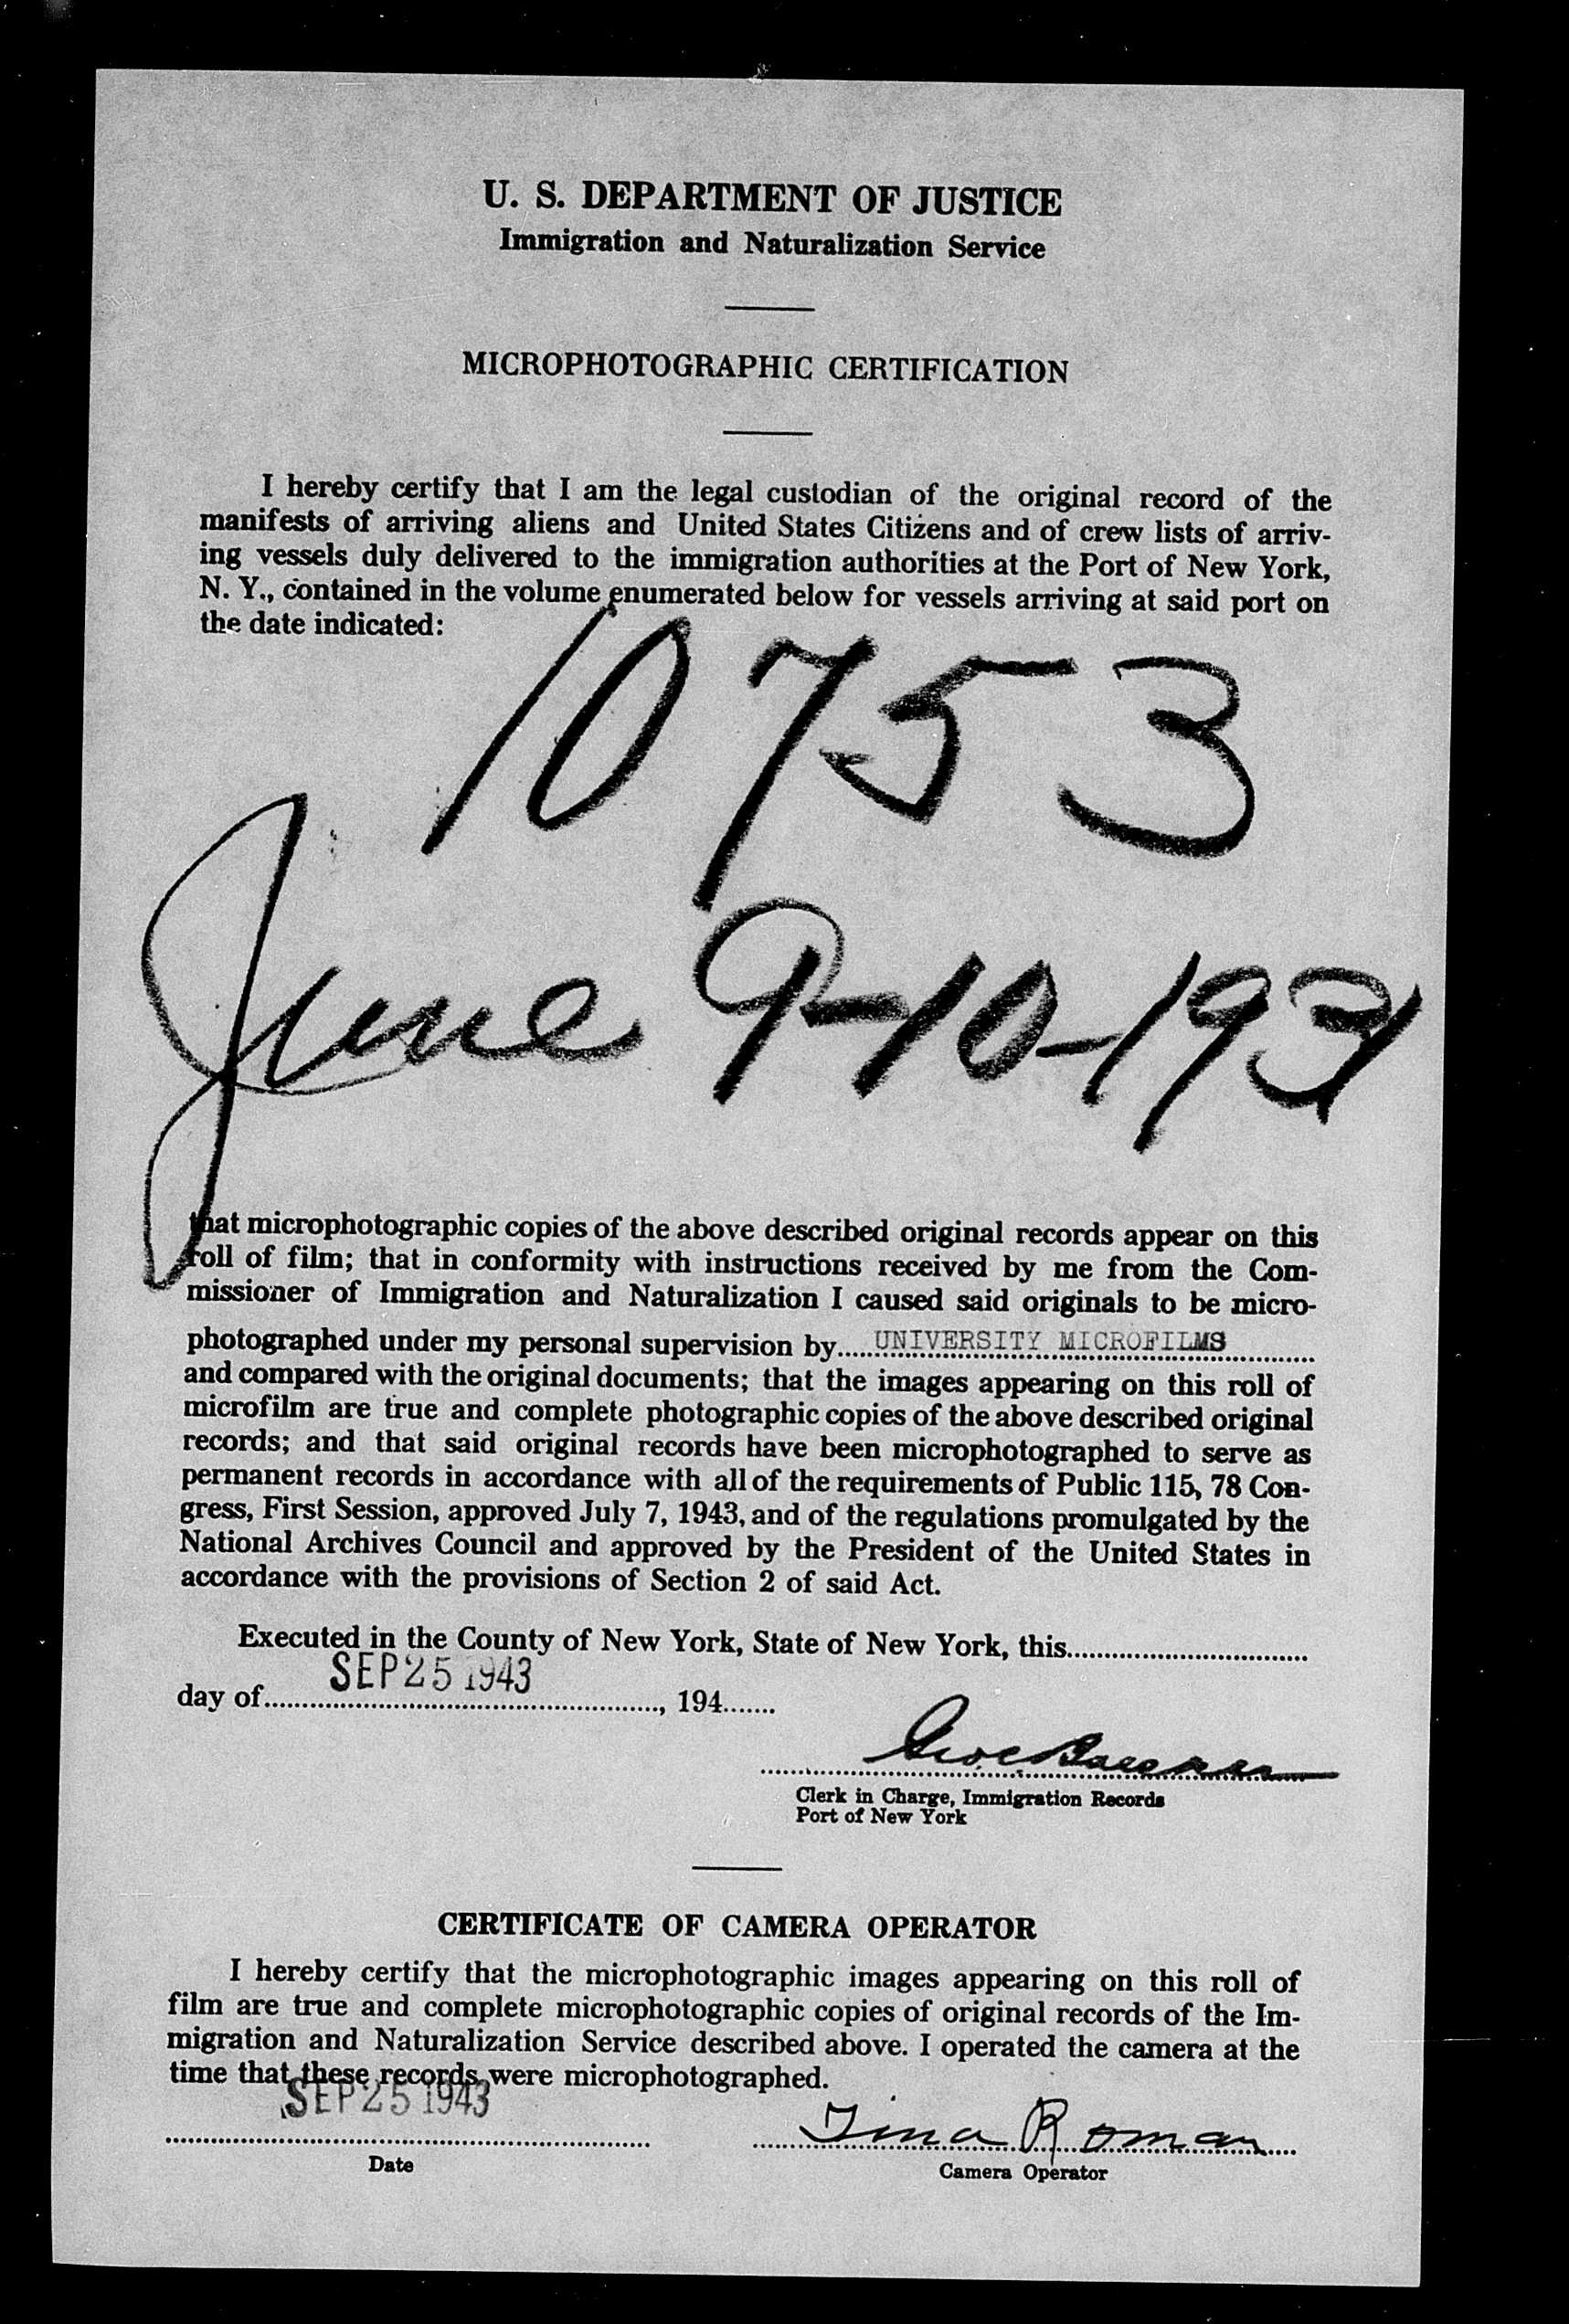 U. S. DEPARTMENT OF JUSTICE
Immigration and Naturalization Service
MICROPHOTOGRAPHIC CERTIFICATION
I hereby certify that I am the legal custodian of the original record of the
manifests of arriving aliens and United States Citizens and of crew lists of arriv-
ing vessels duly delivered to the immigration authorities at the Port of New York,
N. Y., contained in the volume enumerated below for vessels arriving at said port on
the date indicated:
10753
June 9-10-1931
that microphotographic copies of the above described original records appear on this
roll of film; that in conformity with instructions received by me from the Com-
missioner of Immigration and Naturalization I caused said originals to be micro-
photographed under my personal supervision by.....UNIVERSITY MICROFILMS
and compared with the original documents; that the images appearing on this roll of
microfilm are true and complete photographic copies of the above described original
records; and that said original records have been microphotographed to serve as
permanent records in accordance with all of the requirements of Public 115, 78 Con-
gress, First Session, approved July 7, 1943, and of the regulations promulgated by the
National Archives Council and approved by the President of the United States in
accordance with the provisions of Section 2 of said Act.
Executed in the County of New York, State of New York, this
SEP 25 1943
day of, 194
Clerk in Charge, Immigration Records
Port of New York
CERTIFICATE OF CAMERA OPERATOR
I hereby certify that the microphotographic images appearing on this roll of
film are true and complete microphotographic copies of original records of the Im-
migration and Naturalization Service described above. I operated the camera at the
time that these records were microphotographed.
SEP 25 1943
Tina Roman
Date
Camera Operator